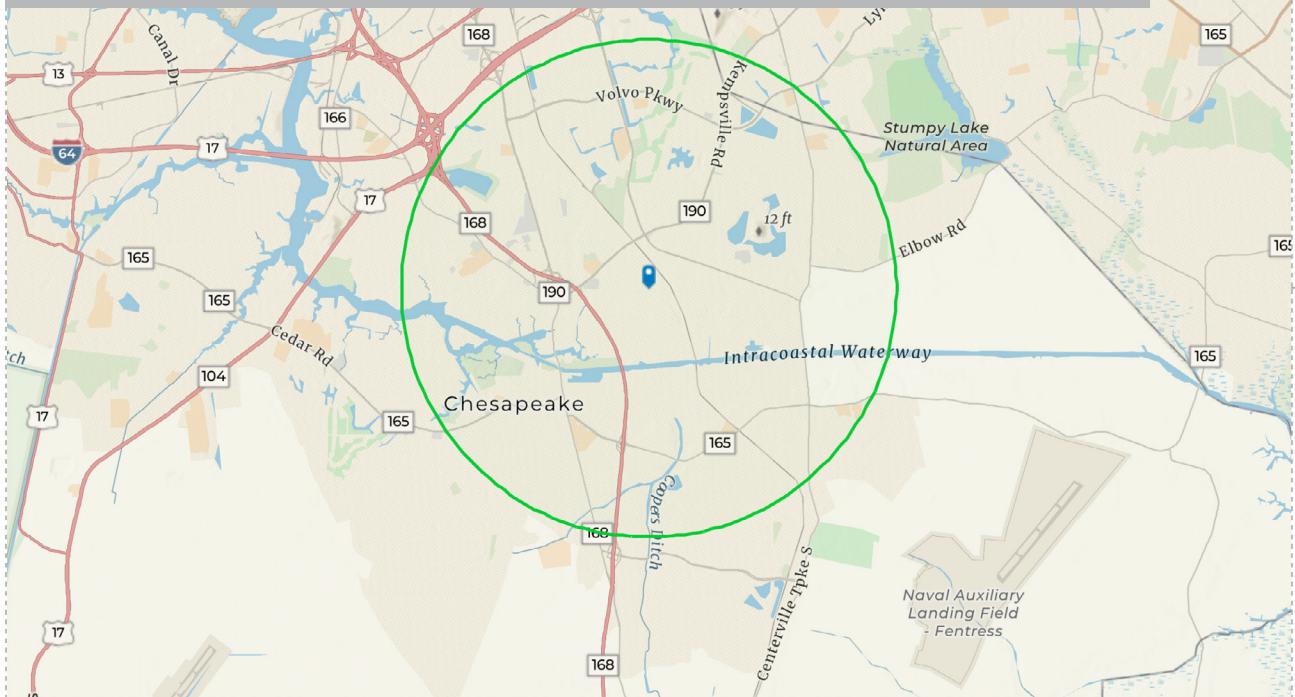 168
165
Canal Dr
Lyn
13
Kempsville Rd
Volvo Pkwy
166
Stumpy Lake
Natural Area
64
17
17
190
168
12 ft
Elbow Rd
165
165
190
165
Cedar Rd
Intracoastal Waterway
165
tch
104
Chesapeake
17
165
165
Coopers Ditch
168
Centerville Tpke S
Naval Auxiliary
Landing Field
- Fentress
17
168